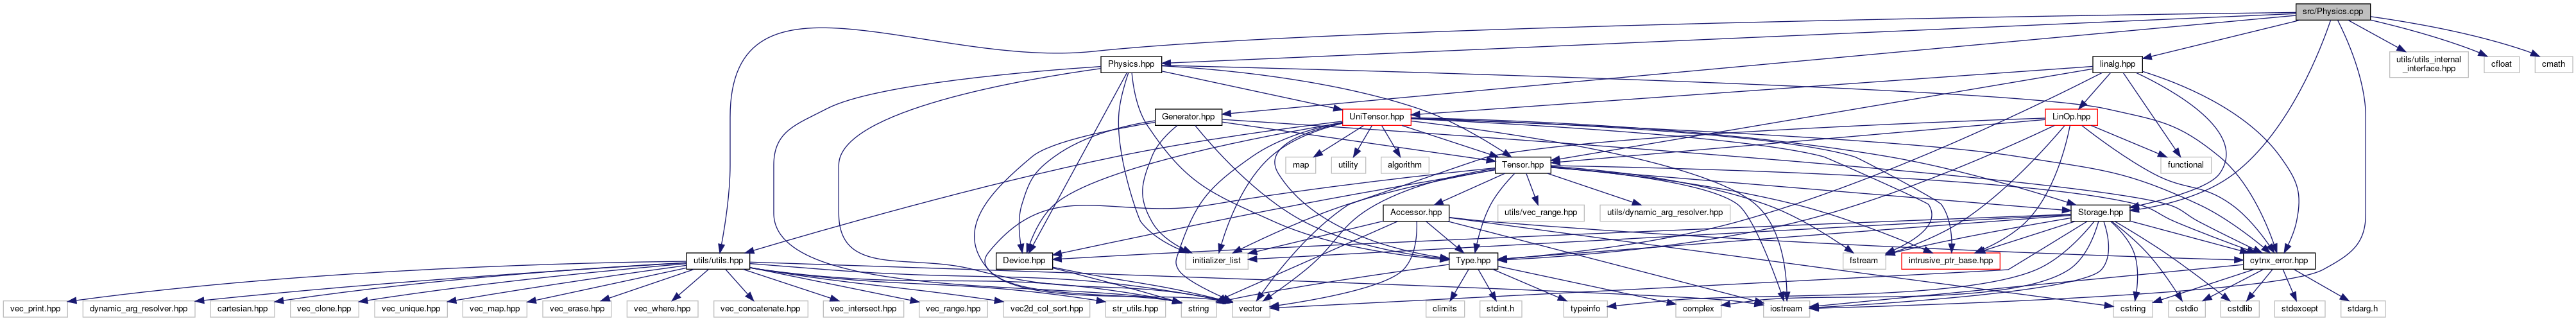 src/Physics.cpp
Physics.hpp
linalg.hpp
utils/utils_internal
_interface.hpp
cfloat
cmath
Generator.hpp
UniTensor.hpp
LinOp.hpp
map
utility
algorithm
Tensor.hpp
functional
Accessor.hpp
utils/vec_range.hpp
utils/dynamic_arg_resolver.hpp
Storage.hpp
utils/utils.hpp
Device.hpp
initializer_list
Type.hpp
fstream
intrusive_ptr_base.hpp
cytnx_error.hpp
vec_print.hpp
dynamic_arg_resolver.hpp
cartesian.hpp
vec_clone.hpp
vec_unique.hpp
vec_map.hpp
vec_erase.hpp
vec_where.hpp
vec_concatenate.hpp
vec_intersect.hpp
vec_range.hpp
vec2d_col_sort.hpp
str_utils.hpp
string
vector
climits
stdint.h
typeinfo
complex
iostream
cstring
cstdio
cstdlib
stdexcept
stdarg.h